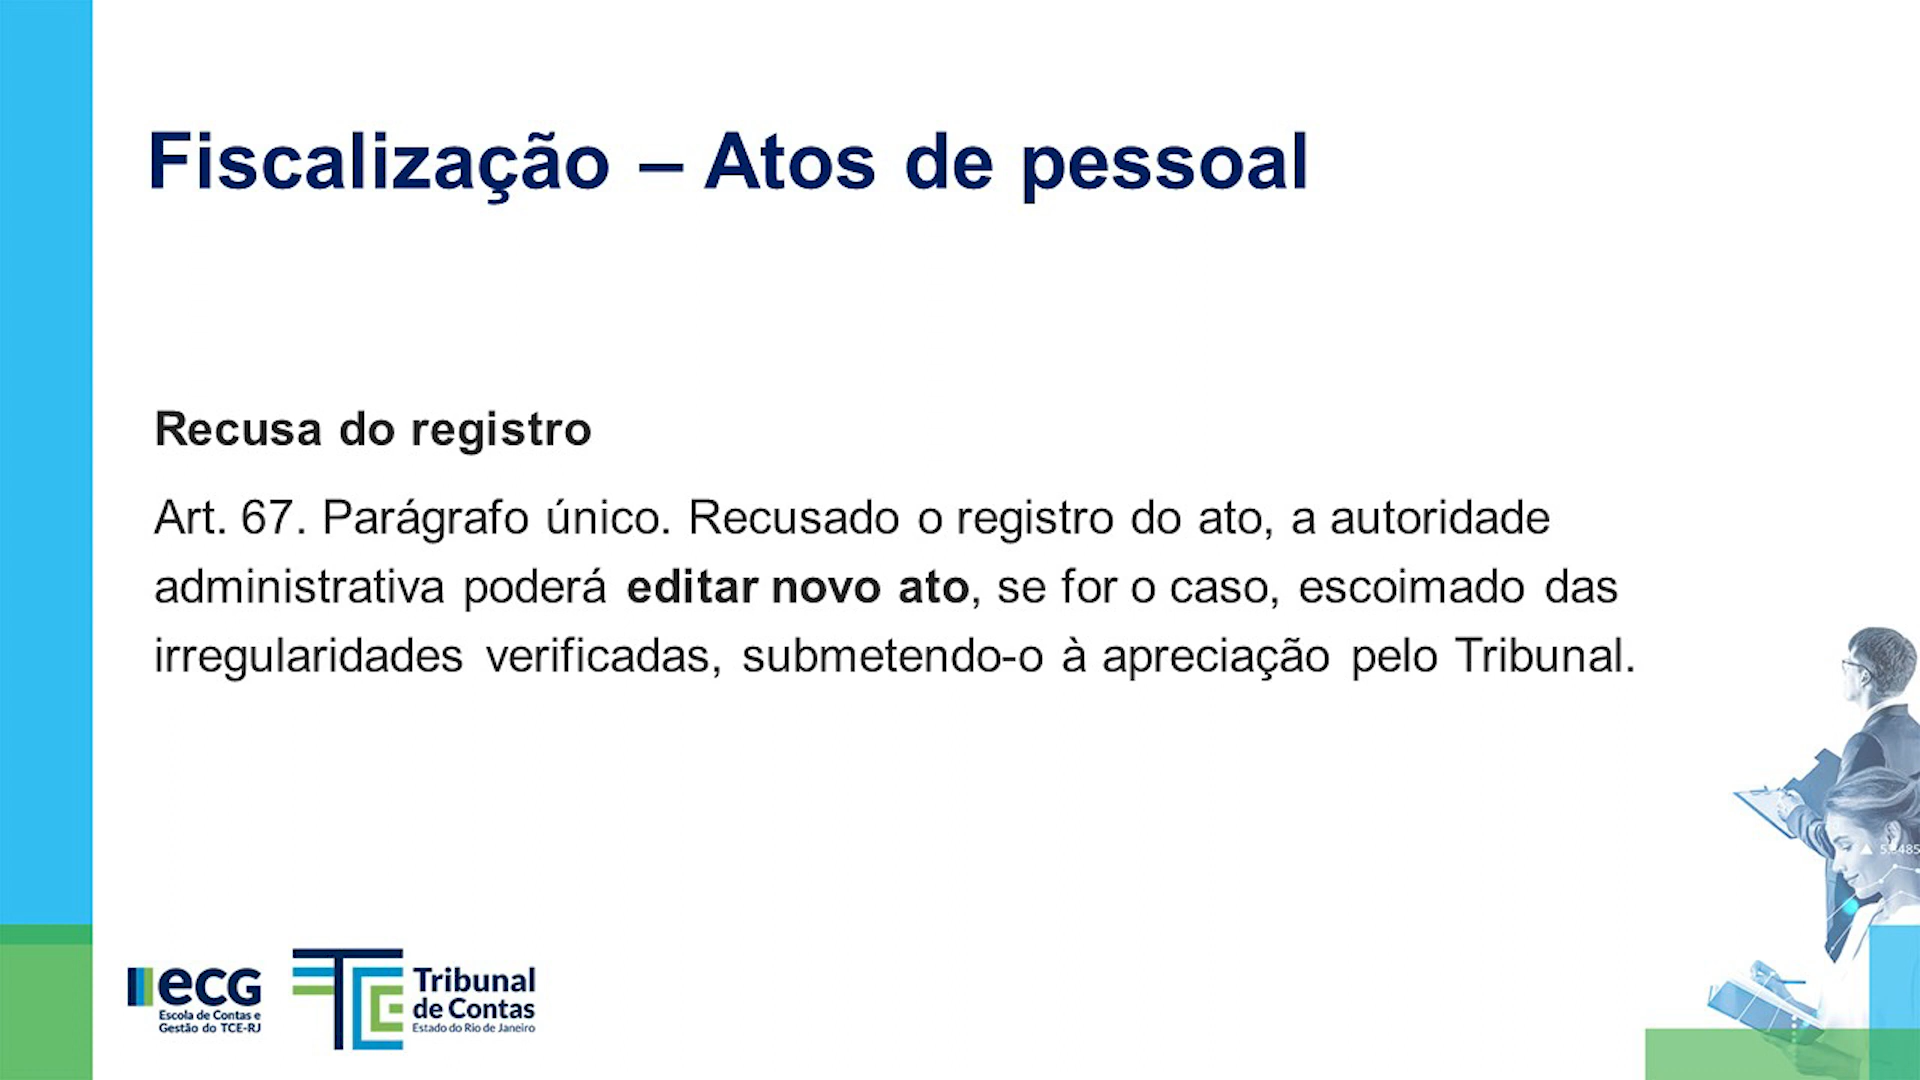 Fiscalização – Atos de pessoal
Recusa do registro
Art. 67. Parágrafo único. Recusado o registro do ato, a autoridade
administrativa poderá editar novo ato, se for o caso, escoimado das
irregularidades verificadas, submetendo-o à apreciação pelo Tribunal.
ecg
Escola de Contas e
Gestão do TCE-RJ
TCE
Tribunal
de Contas
Estado do Rio de Janeiro